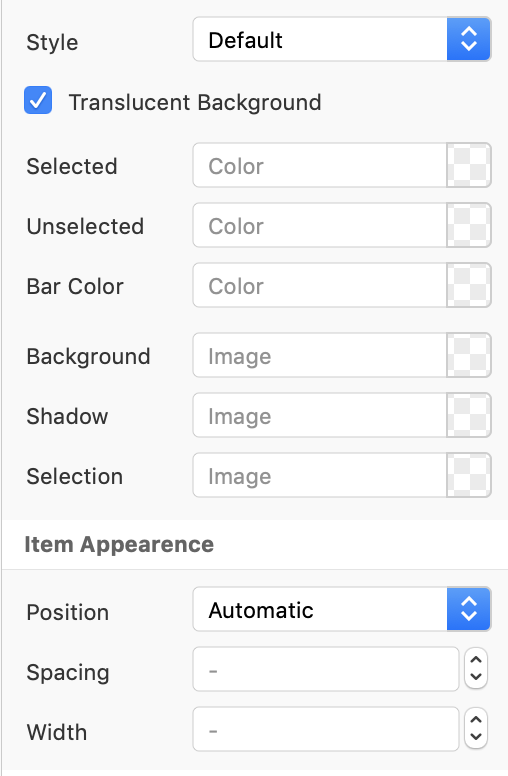 Style Default
Translucent Background
Selected Color
Unselected Color
Bar Color Color
Background Image
Shadow Image
Selection Image
Item Appearence
Position Automatic
Spacing -
Width -